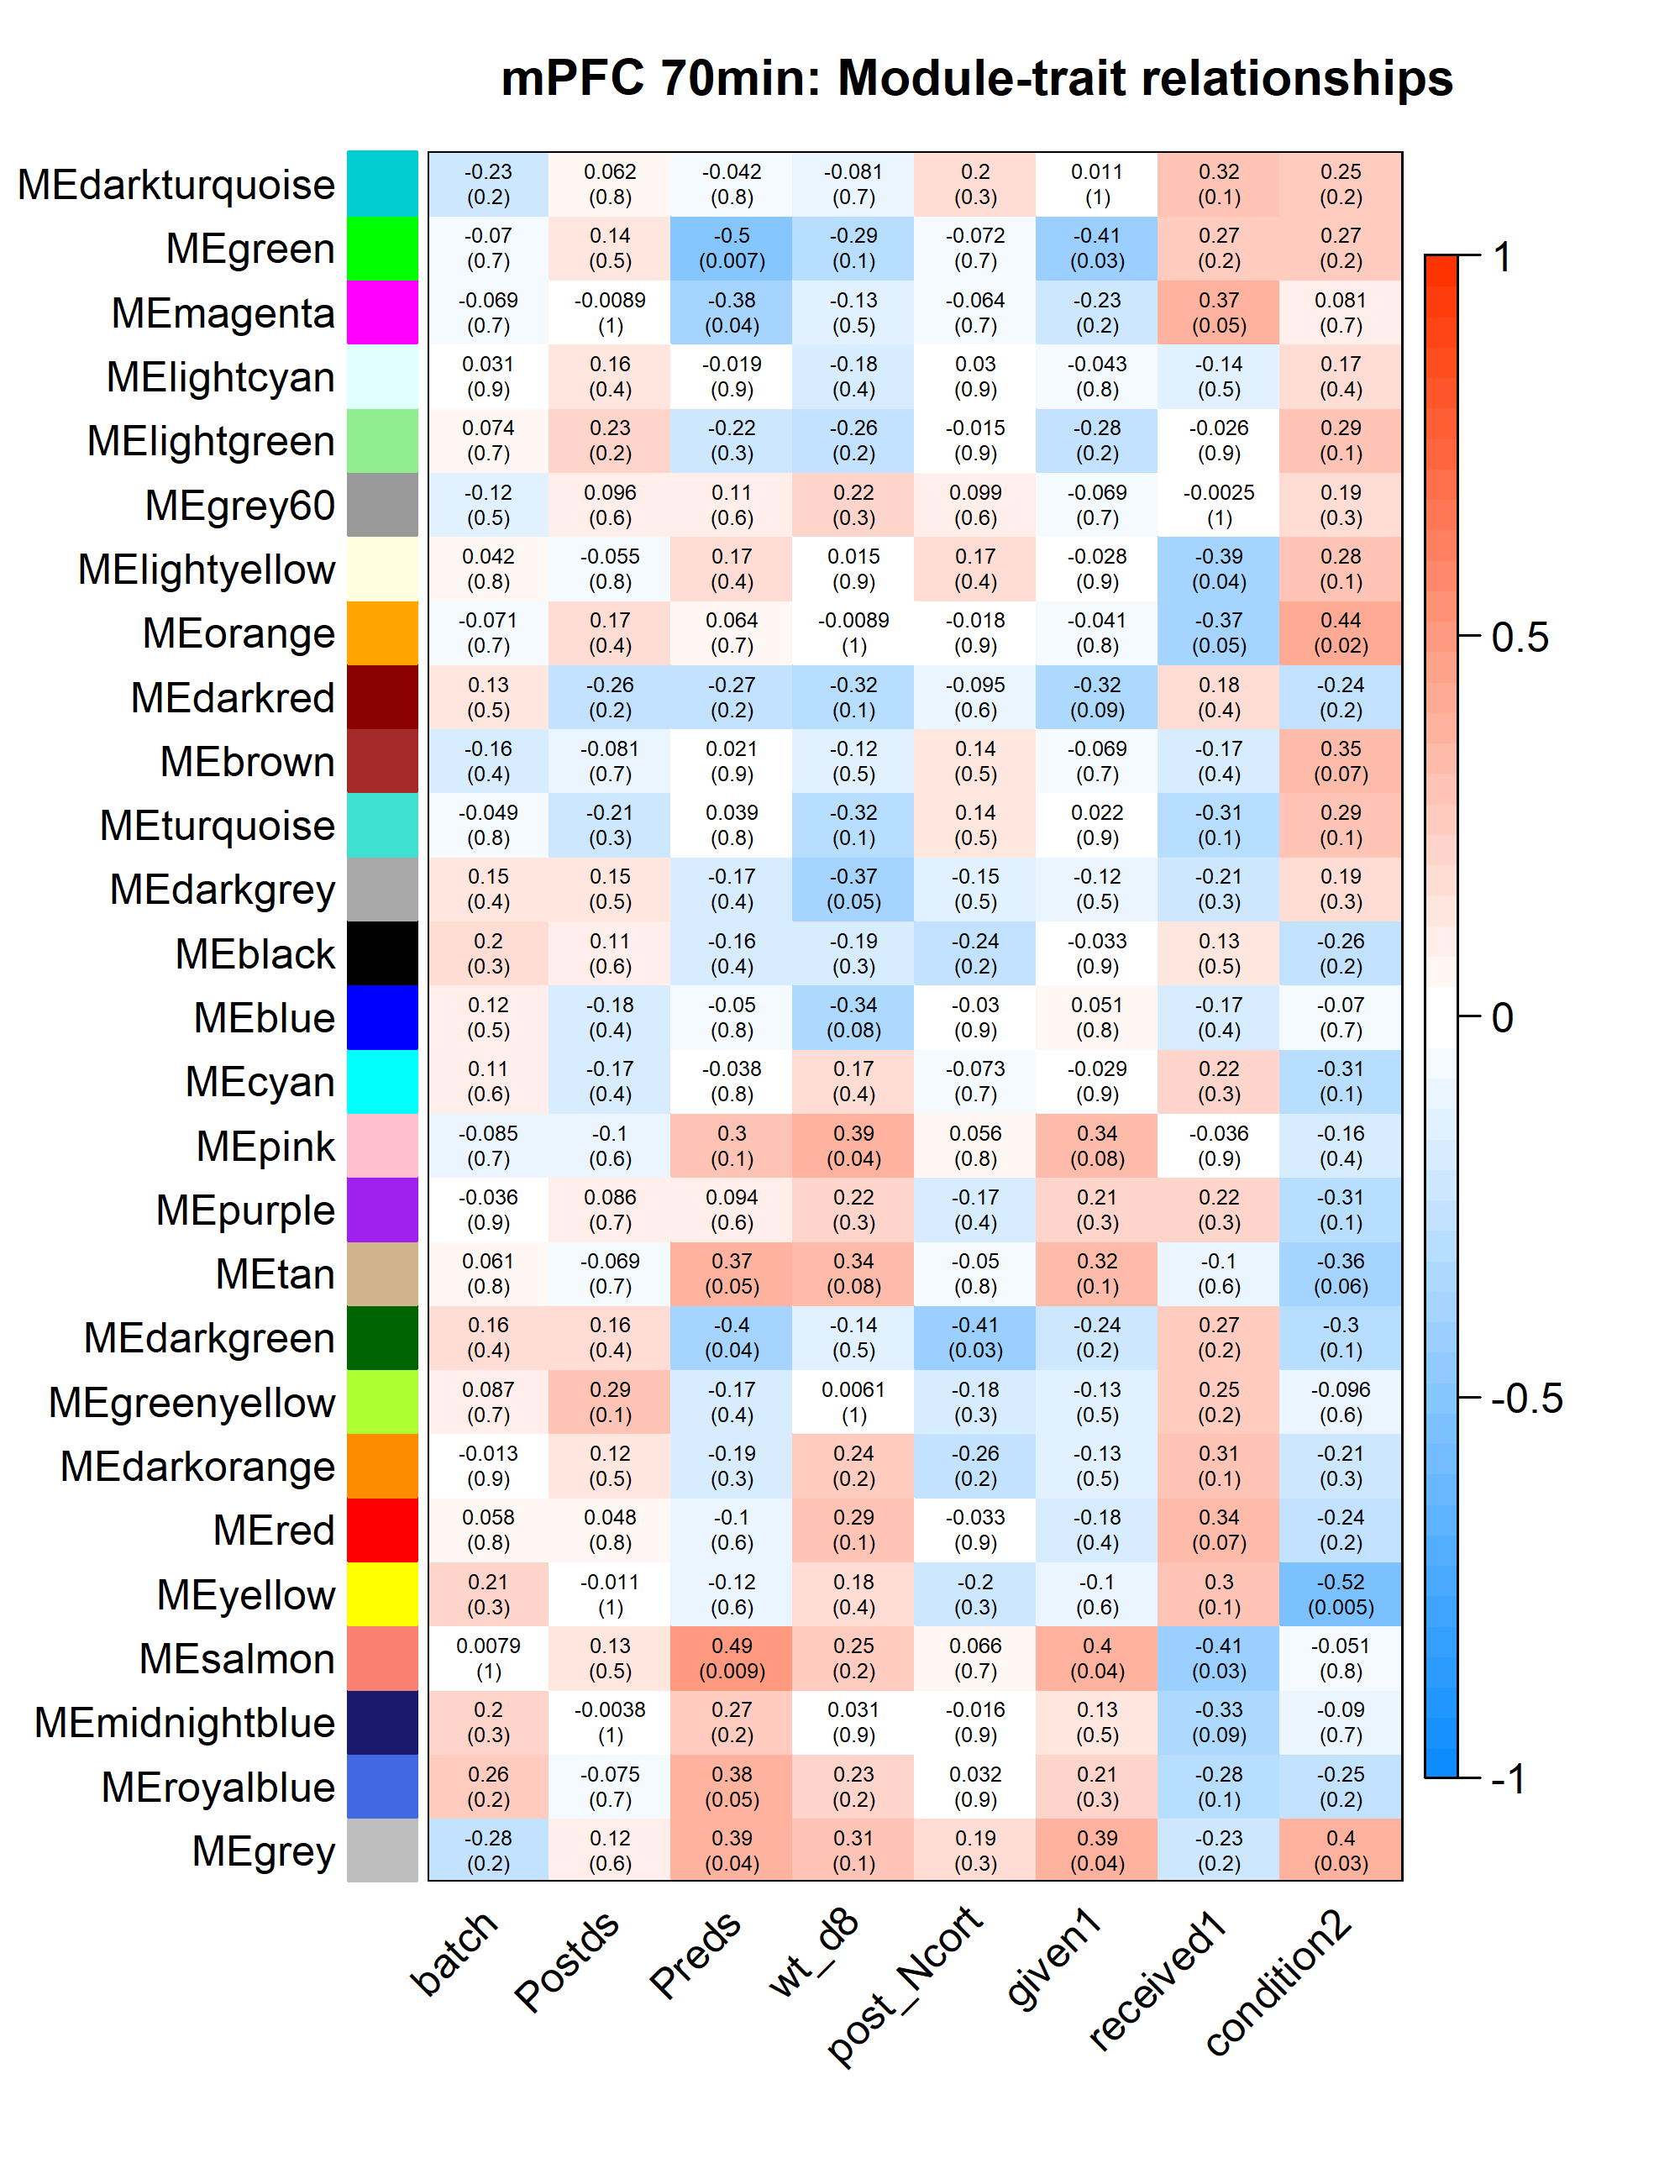 mPFC 70min: Module-trait relationships
MEdarkturquoise -0.23 0.062 -0.042 -0.081 0.2 0.011 0.32 0.25
(0.2) (0.8) (0.8) (0.7) (0.3) (1) (0.1) (0.2)
MEgreen -0.07 0.14 -0.5 -0.29 -0.072 -0.41 0.27 0.27
(0.7) (0.5) (0.007) (0.1) (0.7) (0.03) (0.2) (0.2)
MEmagenta -0.069 -0.0089 -0.38 -0.13 -0.064 -0.23 0.37 0.081
(0.7) (1) (0.04) (0.5) (0.7) (0.2) (0.05) (0.7)
MElightcyan 0.031 0.16 -0.019 -0.18 0.03 -0.043 -0.14 0.17
(0.9) (0.4) (0.9) (0.4) (0.9) (0.8) (0.5) (0.4)
MElightgreen 0.074 0.23 -0.22 -0.26 -0.015 -0.28 -0.026 0.29
(0.7) (0.2) (0.3) (0.2) (0.9) (0.2) (0.9) (0.1)
MEgrey60 -0.12 0.096 0.11 0.22 0.099 -0.069 -0.0025 0.19
(0.5) (0.6) (0.6) (0.3) (0.6) (0.7) (1) (0.3)
MElightyellow 0.042 -0.055 0.17 0.015 0.17 -0.028 -0.39 0.28
(0.8) (0.8) (0.4) (0.9) (0.4) (0.9) (0.04) (0.1)
MEorange -0.071 0.17 0.064 -0.0089 -0.018 -0.041 -0.37 0.44
(0.7) (0.4) (0.7) (1) (0.9) (0.8) (0.05) (0.02)
MEdarkred 0.13 -0.26 -0.27 -0.32 -0.095 -0.32 0.18 -0.24
(0.5) (0.2) (0.2) (0.1) (0.6) (0.09) (0.4) (0.2)
MEbrown -0.16 -0.081 0.021 -0.12 0.14 -0.069 -0.17 0.35
(0.4) (0.7) (0.9) (0.5) (0.5) (0.7) (0.4) (0.07)
MEturquoise -0.049 -0.21 0.039 -0.32 0.14 0.022 -0.31 0.29
(0.8) (0.3) (0.8) (0.1) (0.5) (0.9) (0.1) (0.1)
MEdarkgrey 0.15 0.15 -0.17 -0.37 -0.15 -0.12 -0.21 0.19
(0.4) (0.5) (0.4) (0.05) (0.5) (0.5) (0.3) (0.3)
MEblack 0.2 0.11 -0.16 -0.19 -0.24 -0.033 0.13 -0.26
(0.3) (0.6) (0.4) (0.3) (0.2) (0.9) (0.5) (0.2)
MEblue 0.12 -0.18 -0.05 -0.34 -0.03 0.051 -0.17 -0.07
(0.5) (0.4) (0.8) (0.08) (0.9) (0.8) (0.4) (0.7)
MEcyan 0.11 -0.17 -0.038 0.17 -0.073 -0.029 0.22 -0.31
(0.6) (0.4) (0.8) (0.4) (0.7) (0.9) (0.3) (0.1)
MEpink -0.085 -0.1 0.3 0.39 0.056 0.34 -0.036 -0.16
(0.7) (0.6) (0.1) (0.04) (0.8) (0.08) (0.9) (0.4)
MEpurple -0.036 0.086 0.094 0.22 -0.17 0.21 0.22 -0.31
(0.9) (0.7) (0.6) (0.3) (0.4) (0.3) (0.3) (0.1)
MEtan 0.061 -0.069 0.37 0.34 -0.05 0.32 -0.1 -0.36
(0.8) (0.7) (0.05) (0.08) (0.8) (0.1) (0.6) (0.06)
MEdarkgreen 0.16 0.16 -0.4 -0.14 -0.41 -0.24 0.27 -0.3
(0.4) (0.4) (0.04) (0.5) (0.03) (0.2) (0.2) (0.1)
MEgreenyellow 0.087 0.29 -0.17 0.0061 -0.18 -0.13 0.25 -0.096
(0.7) (0.1) (0.4) (1) (0.3) (0.5) (0.2) (0.6)
MEdarkorange -0.013 0.12 -0.19 0.24 -0.26 -0.13 0.31 -0.21
(0.9) (0.5) (0.3) (0.2) (0.2) (0.5) (0.1) (0.3)
MEred 0.058 0.048 -0.1 0.29 -0.033 -0.18 0.34 -0.24
(0.8) (0.8) (0.6) (0.1) (0.9) (0.4) (0.07) (0.2)
MEyellow 0.21 -0.011 -0.12 0.18 -0.2 -0.1 0.3 -0.52
(0.3) (1) (0.6) (0.4) (0.3) (0.6) (0.1) (0.005)
MEsalmon 0.0079 0.13 0.49 0.25 0.066 0.4 -0.41 -0.051
(1) (0.5) (0.009) (0.2) (0.7) (0.04) (0.03) (0.8)
MEmidnightblue 0.2 -0.0038 0.27 0.031 -0.016 0.13 -0.33 -0.09
(0.3) (1) (0.2) (0.9) (0.9) (0.5) (0.09) (0.7)
MEroyalblue 0.26 -0.075 0.38 0.23 0.032 0.21 -0.28 -0.25
(0.2) (0.7) (0.05) (0.2) (0.9) (0.3) (0.1) (0.2)
MEgrey -0.28 0.12 0.39 0.31 0.19 0.39 -0.23 0.4
(0.2) (0.6) (0.04) (0.1) (0.3) (0.04) (0.2) (0.03)
batch Postds Preds wt_d8 post_Ncort given1 received1 condition2
1
0.5
0
-0.5
-1